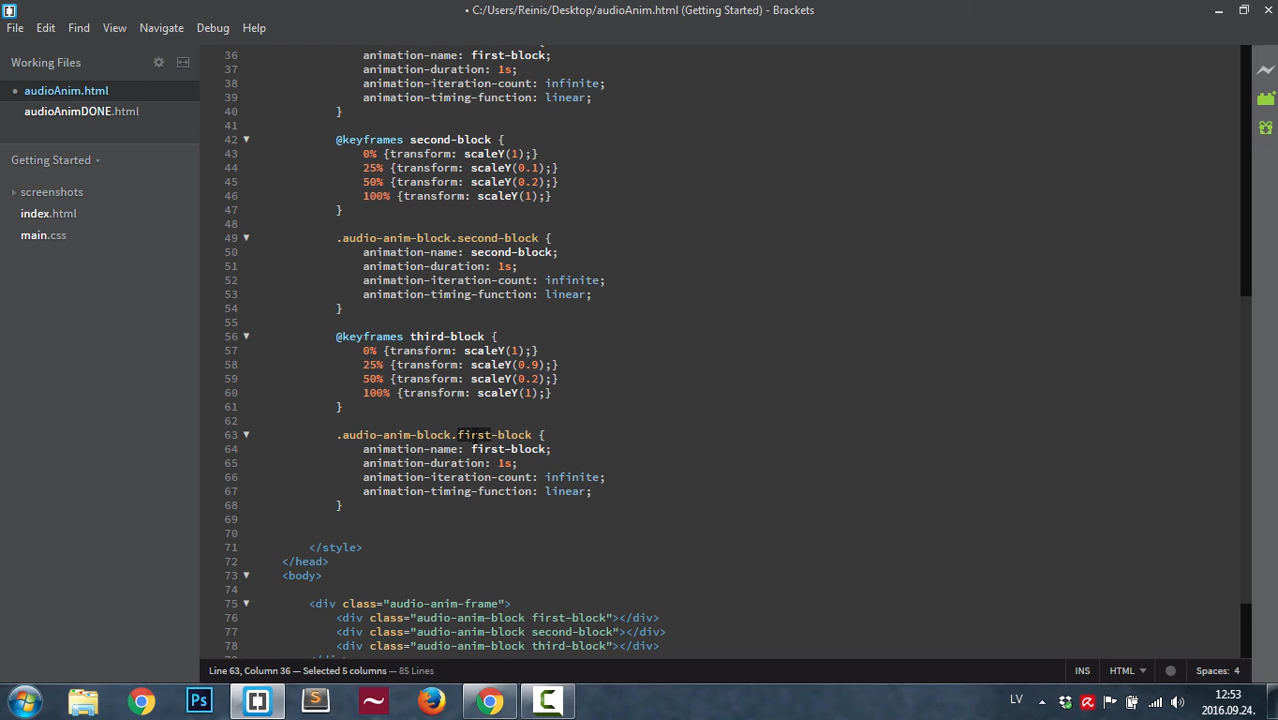 • C:/Users/Reinis/Desktop/audioAnim.html (Getting Started) - Brackets
File Edit Find View Navigate Debug Help
Working Files
• audioAnim.html
audioAnimDONE.html
Getting Started
screenshots
index.html
main.css
36 animation-name: first-block;
37 animation-duration: 1s;
38 animation-iteration-count: infinite;
39 animation-timing-function: linear;
40 }
41
42 @keyframes second-block {
43 0% {transform: scaleY(1);}
44 25% {transform: scaleY(0.1);}
45 50% {transform: scaleY(0.2);}
46 100% {transform: scaleY(1);}
47 }
48
49 .audio-anim-block.second-block {
50 animation-name: second-block;
51 animation-duration: 1s;
52 animation-iteration-count: infinite;
53 animation-timing-function: linear;
54 }
55
56 @keyframes third-block {
57 0% {transform: scaleY(1);}
58 25% {transform: scaleY(0.9);}
59 50% {transform: scaleY(0.2);}
60 100% {transform: scaleY(1);}
61 }
62
63 .audio-anim-block.first-block {
64 animation-name: first-block;
65 animation-duration: 1s;
66 animation-iteration-count: infinite;
67 animation-timing-function: linear;
68 }
69
70
71 </style>
72 </head>
73 <body>
74
75 <div class="audio-anim-frame">
76 <div class="audio-anim-block first-block"></div>
77 <div class="audio-anim-block second-block"></div>
78 <div class="audio-anim-block third-block"></div>
Line 63, Column 36 — Selected 5 columns — 85 Lines
INS HTML Spaces: 4
Ps S C LV 12:53
2016.09.24.